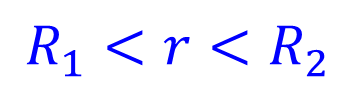 R₁ < r < R₂